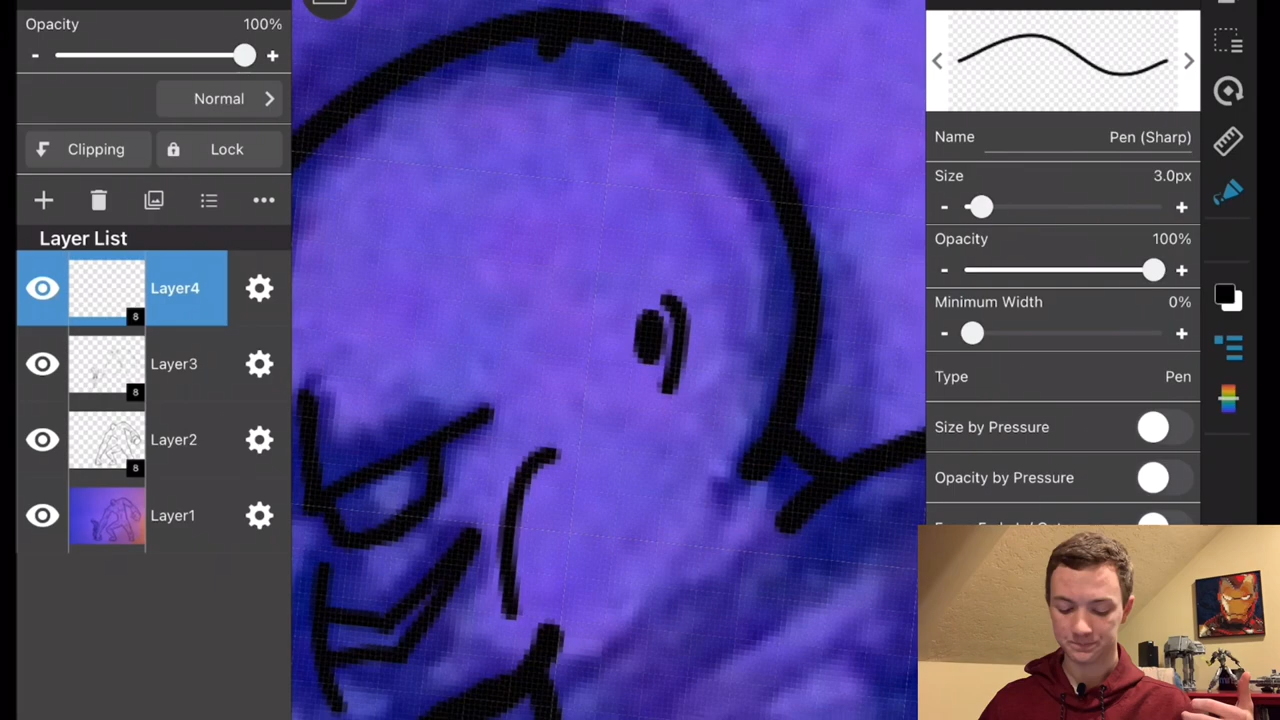 Opacity 100%
- +
Normal
Clipping Lock
Layer List
Layer4
8
Layer3
8
Layer2
8
Layer1
Name Pen (Sharp)
Size 3.0px
- +
Opacity 100%
- +
Minimum Width 0%
- +
Type Pen
Size by Pressure
Opacity by Pressure